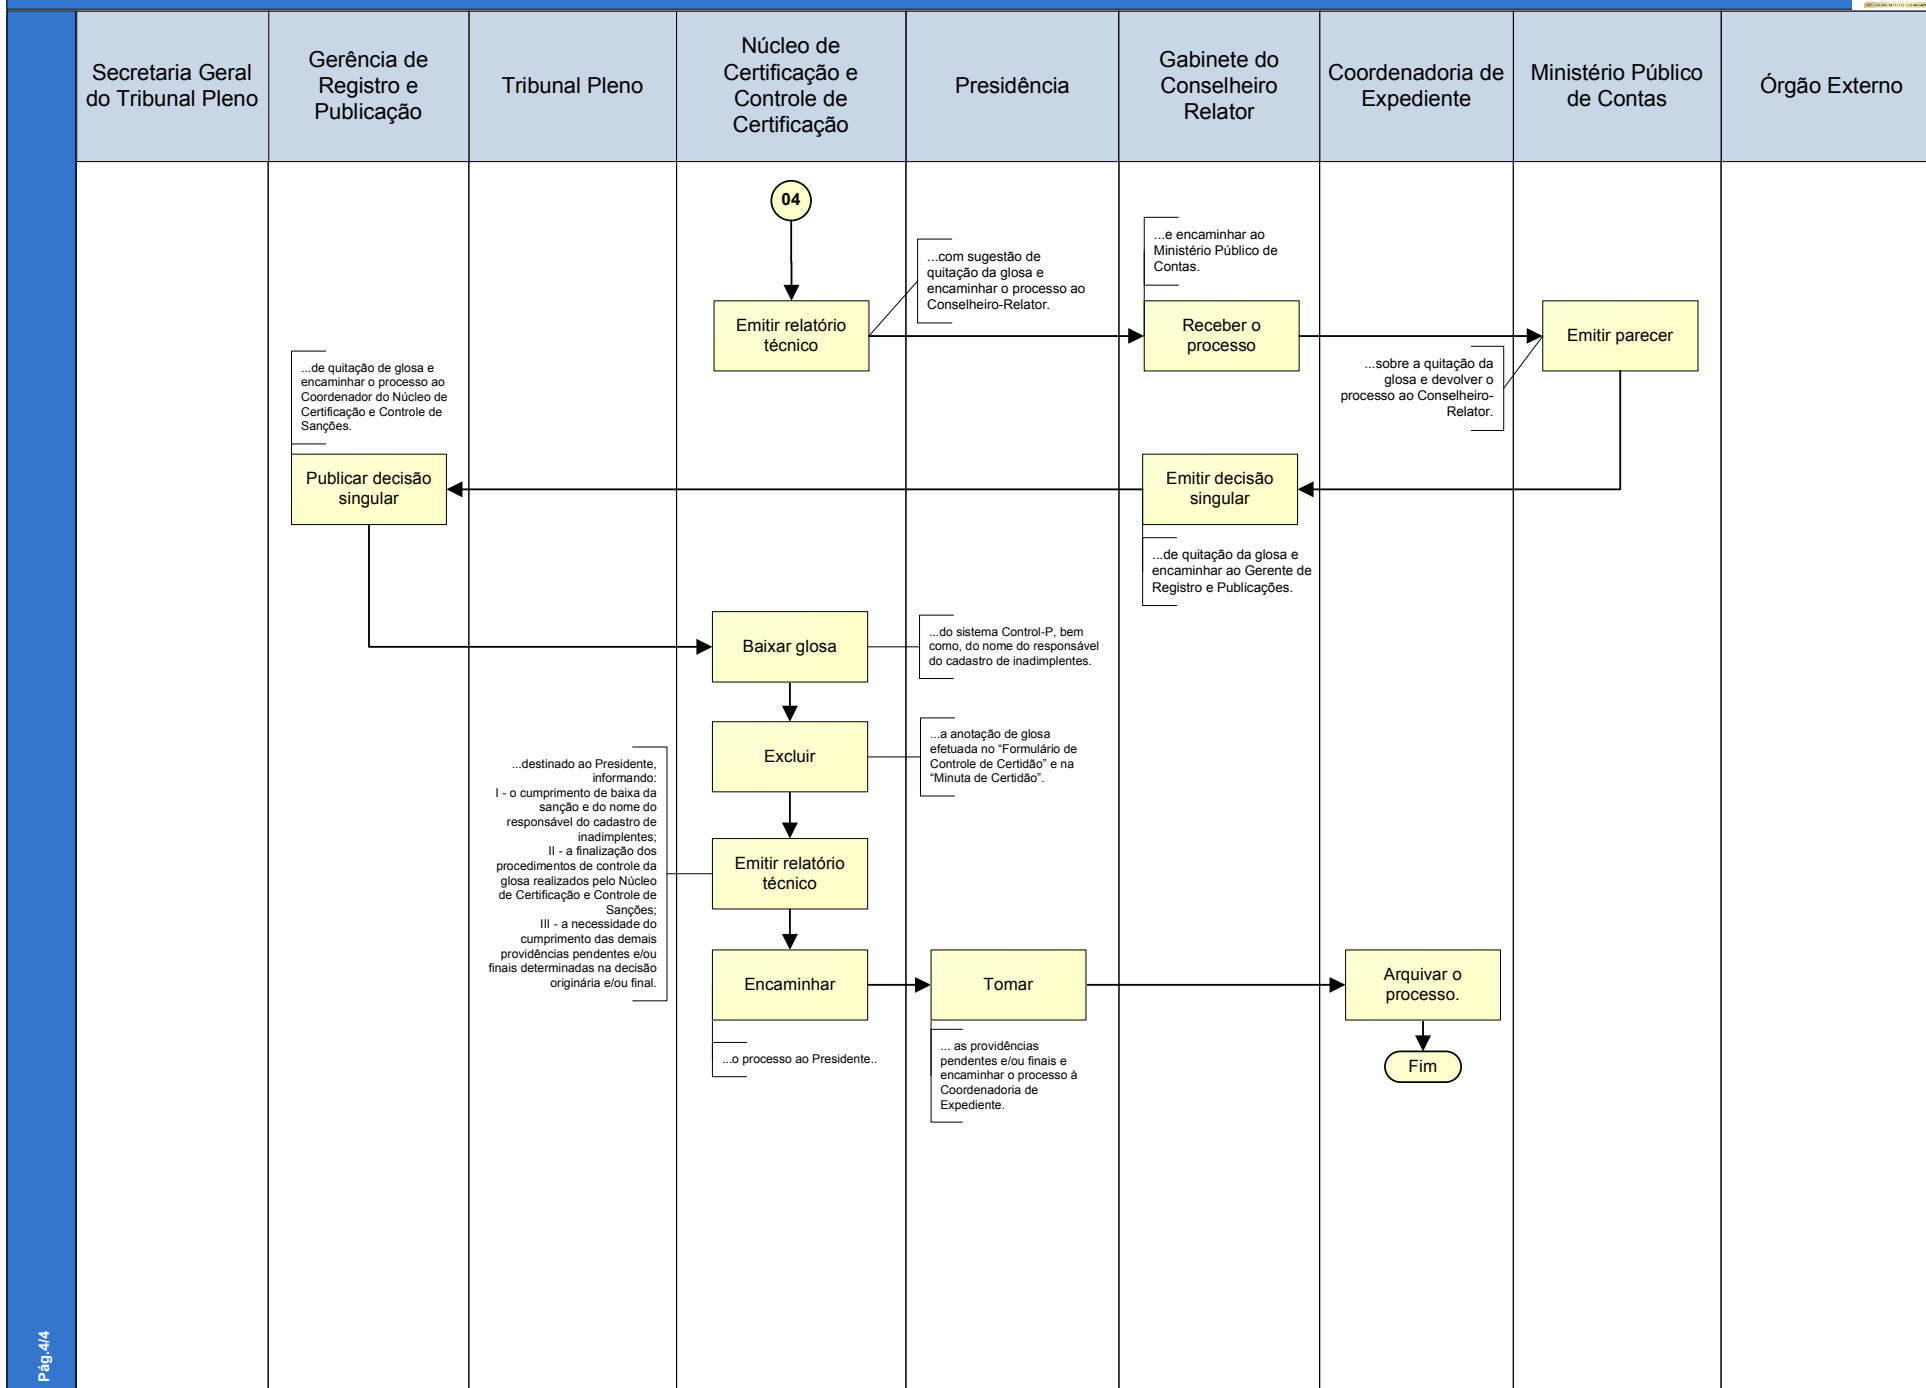 Secretaria Geral
do Tribunal Pleno
Gerência de
Registro e
Publicação
Tribunal Pleno
Núcleo de
Certificação e
Controle de
Certificação
Presidência
Gabinete do
Conselheiro
Relator
Coordenadoria de
Expediente
Ministério Público
de Contas
Órgão Externo
04
Emitir relatório
técnico
...com sugestão de
quitação da glosa e
encaminhar o processo ao
Conselheiro-Relator.
...e encaminhar ao
Ministério Público de
Contas.
Receber o
processo
Emitir parecer
...sobre a quitação da
glosa e devolver o
processo ao Conselheiro-
Relator.
...de quitação de glosa e
encaminhar o processo ao
Coordenador do Núcleo de
Certificação e Controle de
Sanções.
Publicar decisão
singular
Emitir decisão
singular
...de quitação da glosa e
encaminhar ao Gerente de
Registro e Publicações.
Baixar glosa
...do sistema Control-P, bem
como, do nome do responsável
do cadastro de inadimplentes.
Excluir
...a anotação de glosa
efetuada no “Formulário de
Controle de Certidão” e na
“Minuta de Certidão”.
...destinado ao Presidente,
informando:
I - o cumprimento de baixa da
sanção e do nome do
responsável do cadastro de
inadimplentes;
II - a finalização dos
procedimentos de controle da
glosa realizados pelo Núcleo
de Certificação e Controle de
Sanções;
III - a necessidade do
cumprimento das demais
providências pendentes e/ou
finais determinadas na decisão
originária e/ou final.
Emitir relatório
técnico
Encaminhar
...o processo ao Presidente..
Tomar
... as providências
pendentes e/ou finais e
encaminhar o processo à
Coordenadoria de
Expediente.
Arquivar o
processo.
Fim
Pág.4/4